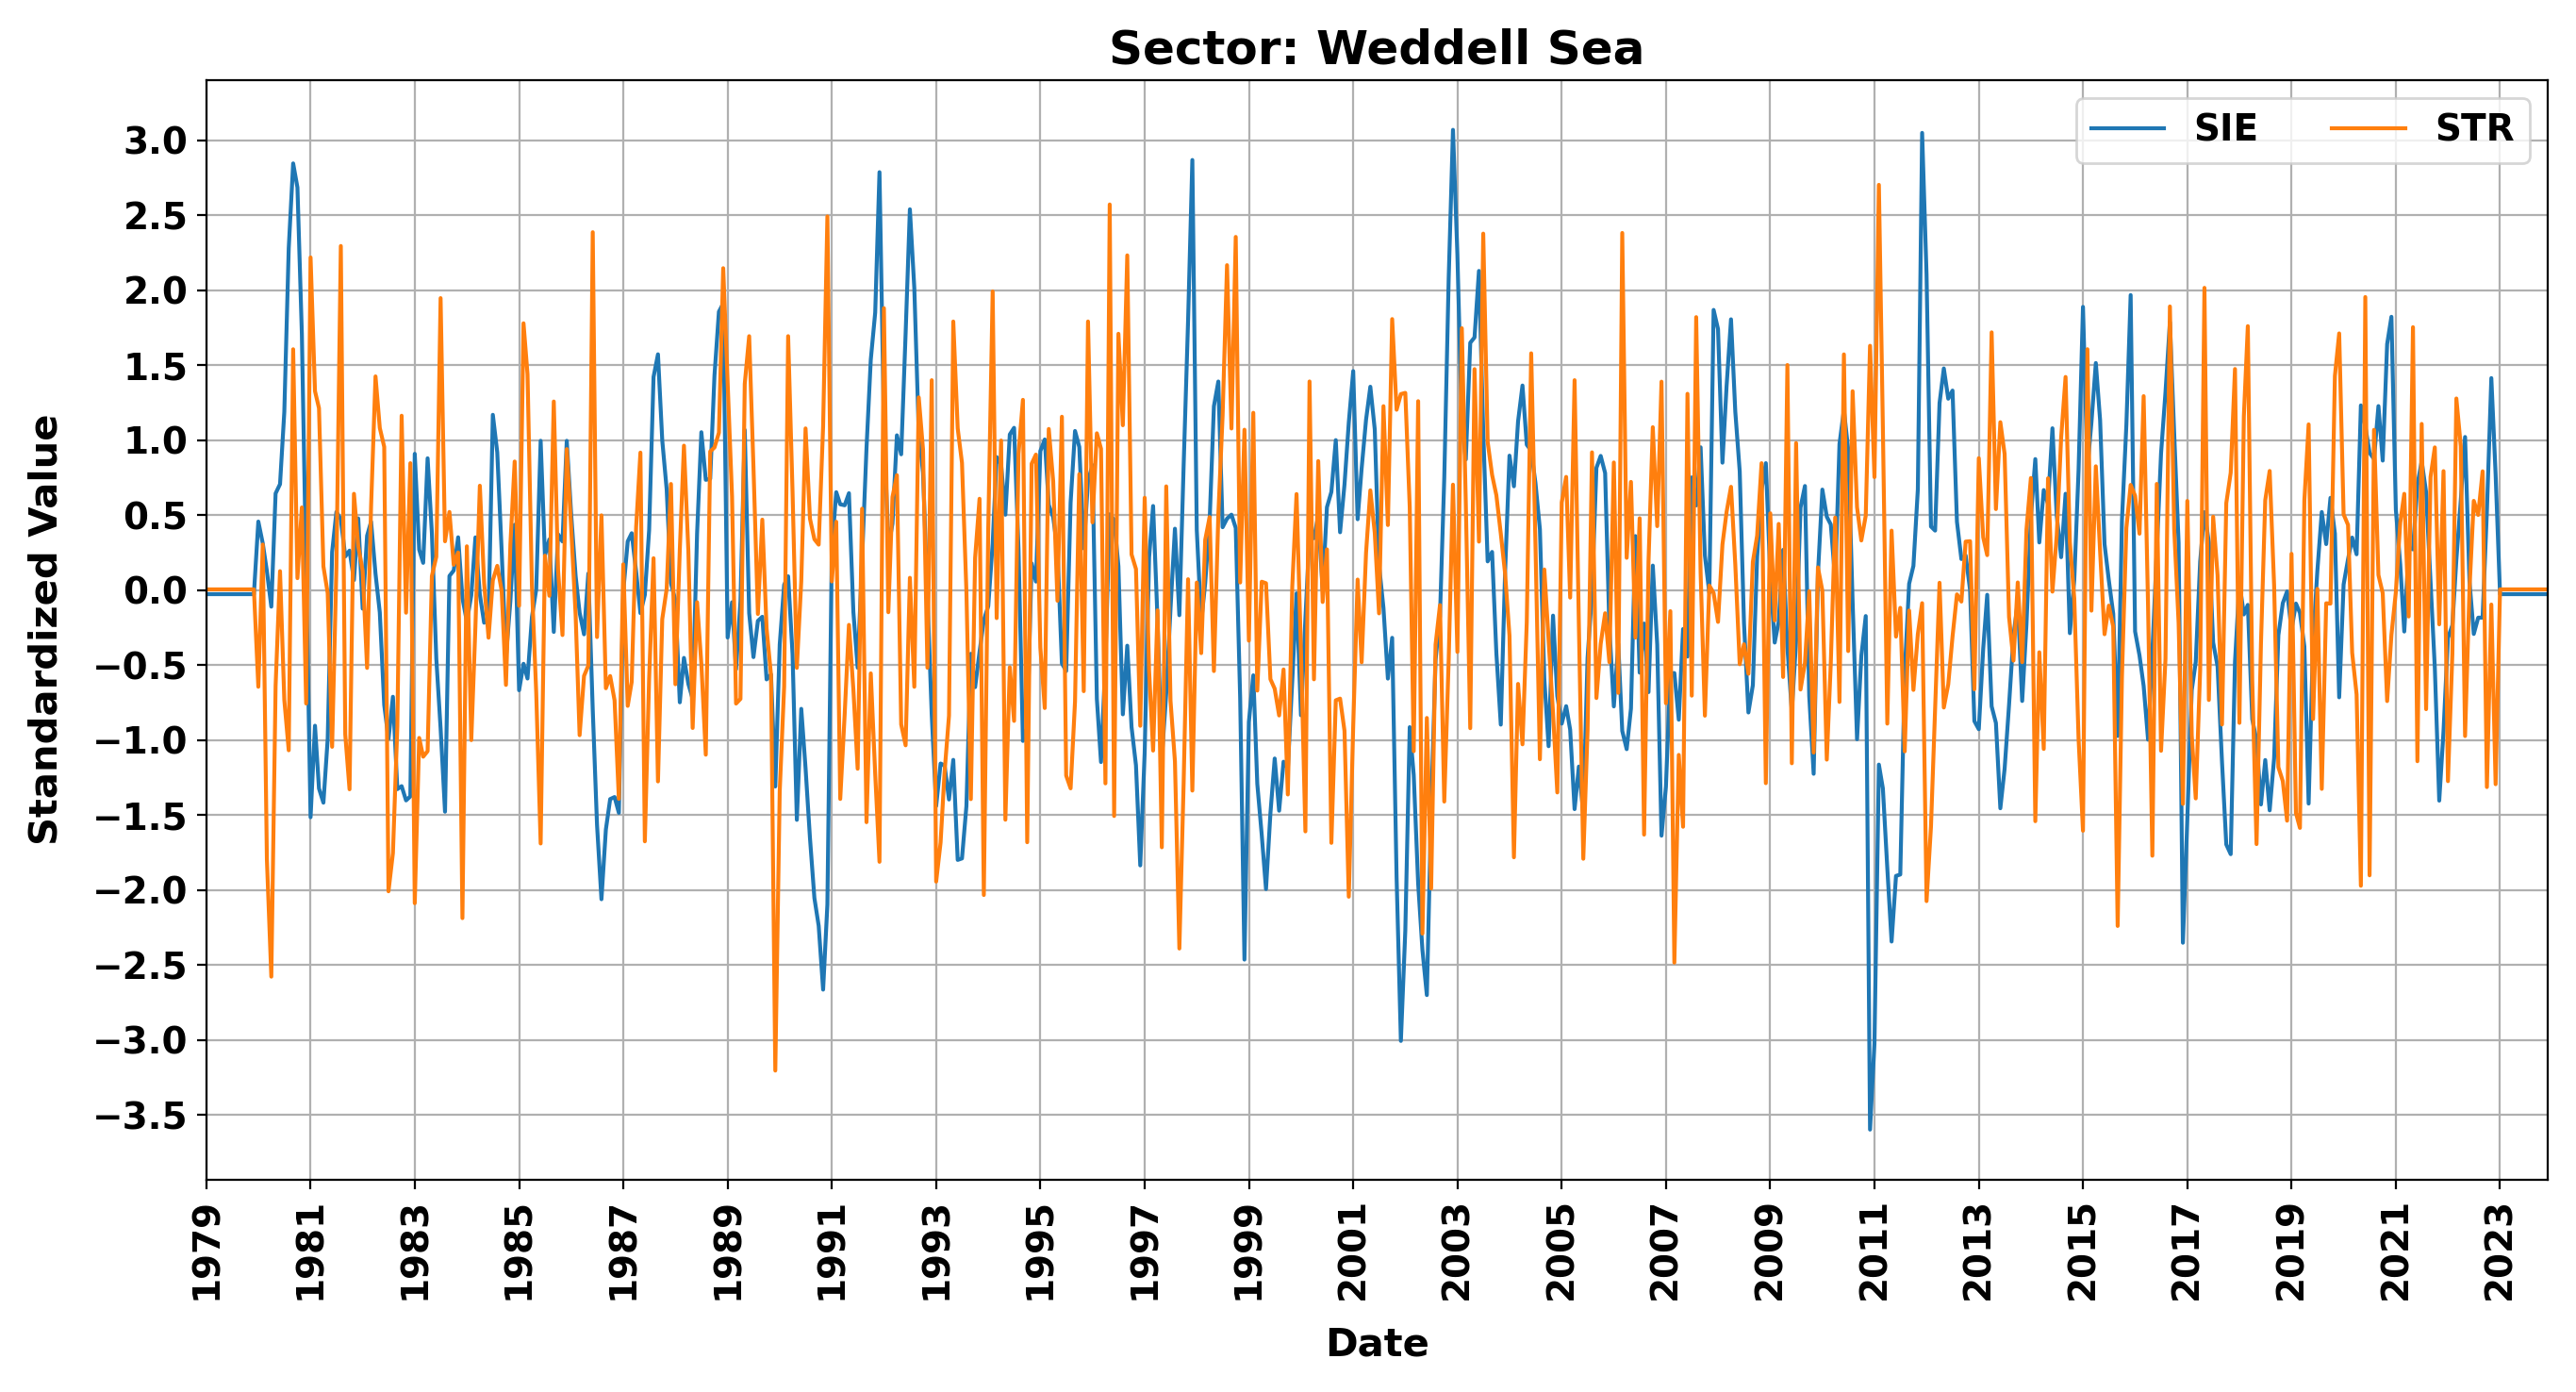 Sector: Weddell Sea
SIE STR
Standardized Value
3.0
2.5
2.0
1.5
1.0
0.5
0.0
−0.5
−1.0
−1.5
−2.0
−2.5
−3.0
−3.5
1979 1981 1983 1985 1987 1989 1991 1993 1995 1997 1999 2001 2003 2005 2007 2009 2011 2013 2015 2017 2019 2021 2023
Date